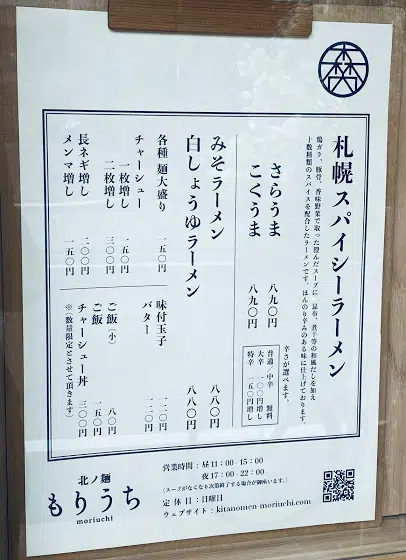 札幌スパイシーラーメン
鶏ガラ、豚骨、香味野菜で取った澄んだスープに、昆布、煮干等の和風だしを加え
十数種類のスパイスを配合したラーメンです。ほんのり辛みのある味に仕上げております。
辛さが選べます。
さらうま 八九〇円
こくうま 八九〇円
普通/中辛 無料
大辛 一〇〇円増し
特辛 一五〇円増し
みそラーメン 八八〇円
白しょうゆラーメン 八八〇円
各種 麺大盛り 一五〇円
チャーシュー
一枚増し 一五〇円
二枚増し 三〇〇円
長ネギ増し 二〇〇円
メンマ増し 一五〇円
味付玉子 一二〇円
バター 一二〇円
ご飯(小) 八〇円
ご飯 一五〇円
チャーシュー丼 三〇〇円
※(数量限定とさせて頂きます)
北ノ麺
もりうち
moriuchi
営業時間:昼11:00-15:00
夜17:00-22:00
(スープがなくなり次第終了する場合が御座います。)
定休日:日曜日
ウェブサイト:kitanomen moriuchi.com